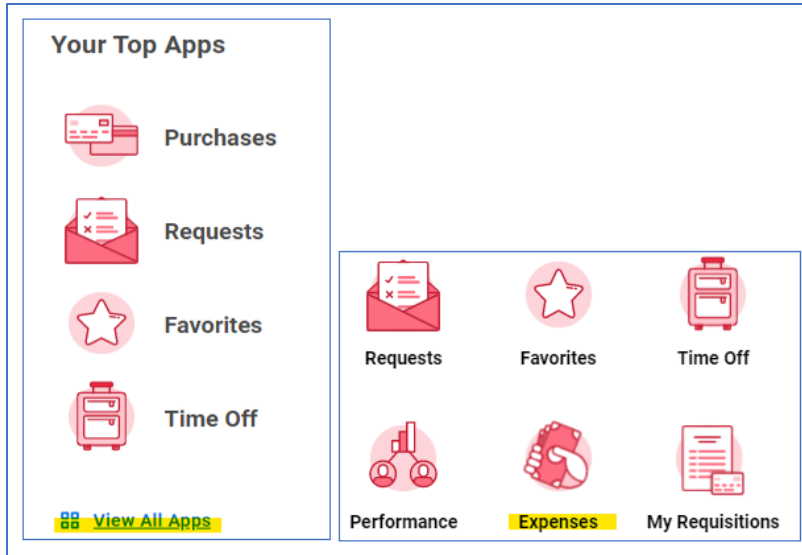 Your Top Apps
Purchases
Requests
Favorites
Time Off
View All Apps
Requests Favorites Time Off
Performance Expenses My Requisitions